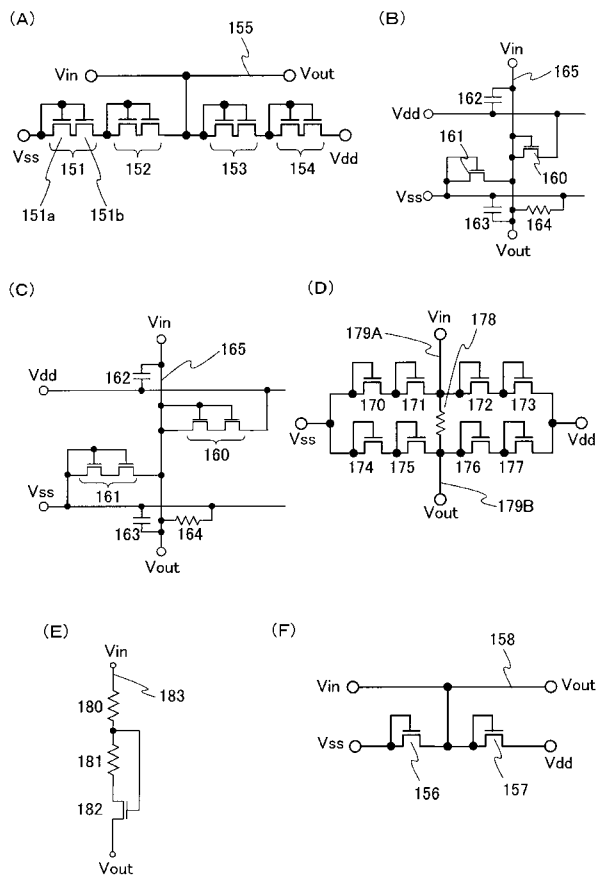 (A)
155
Vin
Vout
Vss
151
152
153
154
Vdd
151a
151b
(B)
Vin
165
162
Vdd
161
160
Vss
163
164
Vout
(C)
Vin
165
162
Vdd
160
161
Vss
163
164
Vout
(D)
Vin
178
179A
170
171
172
173
Vss
Vdd
174
175
176
177
Vout
179B
(E)
Vin
183
180
181
182
Vout
(F)
158
Vin
Vout
Vss
Vdd
156
157